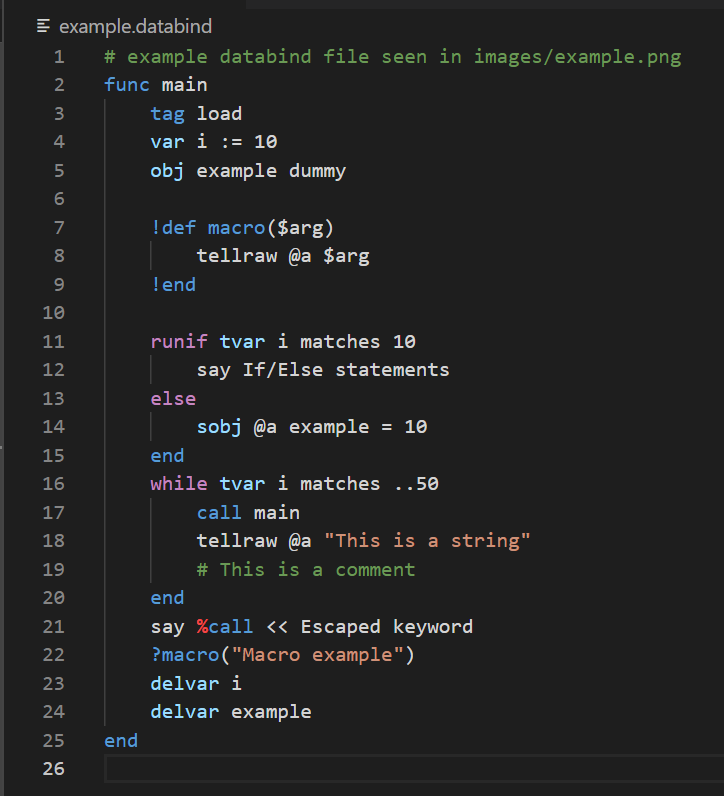 example.databind
1 # example databind file seen in images/example.png
2 func main
3     tag load
4     var i := 10
5     obj example dummy
6
7     !def macro($arg)
8         tellraw @a $arg
9     !end
10
11     runif tvar i matches 10
12         say If/Else statements
13     else
14         sobj @a example = 10
15     end
16     while tvar i matches ..50
17         call main
18         tellraw @a "This is a string"
19         # This is a comment
20     end
21     say %call << Escaped keyword
22     ?macro("Macro example")
23     delvar i
24     delvar example
25 end
26